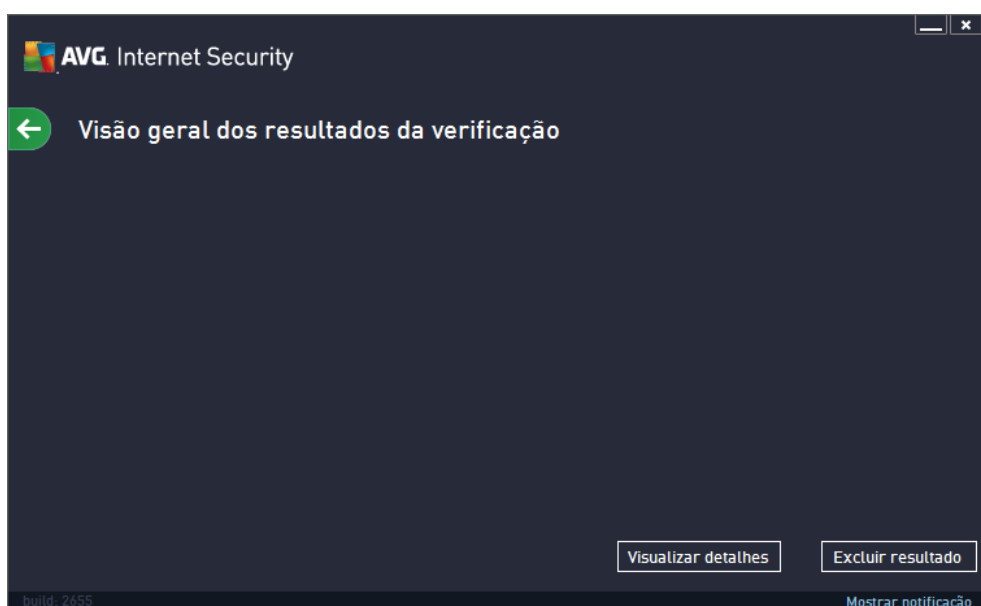 AVG. Internet Security
Visão geral dos resultados da verificação
Visualizar detalhes
Excluir resultado
build: 2655
Mostrar notificação